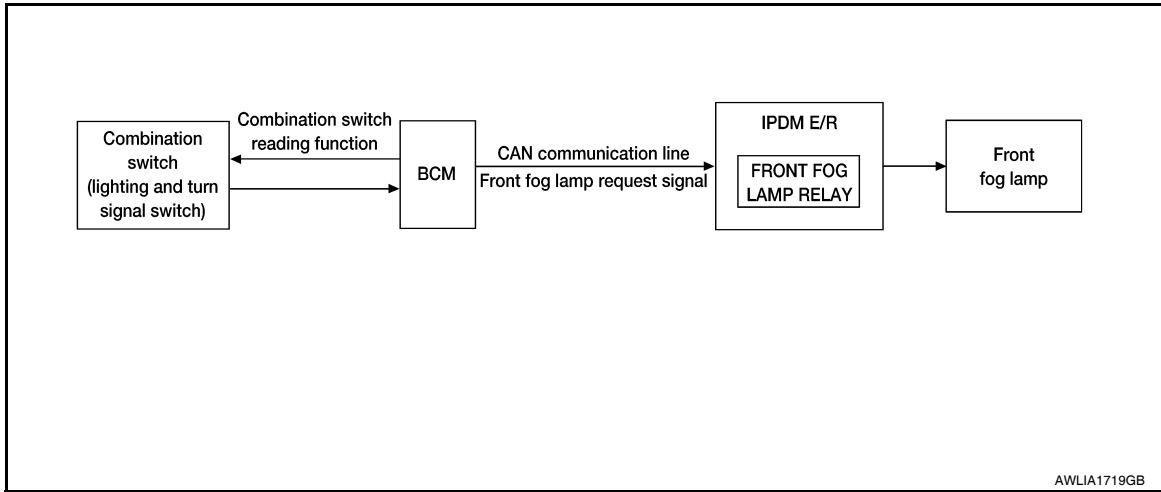 Combination
switch
(lighting and turn
signal switch)
Combination switch
reading function
BCM
CAN communication line
Front fog lamp request signal
IPDM E/R
FRONT FOG
LAMP RELAY
Front
fog lamp
AWLIA1719GB